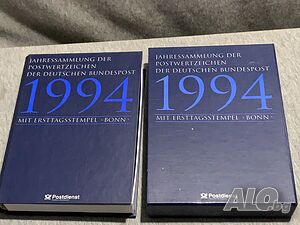 JAHRESSAMMLUNG DER
POSTWERTZEICHEN
DER DEUTSCHEN BUNDESPOST
1994
MIT ERSTTAGSSTEMPEL »BONN«
Postdienst
JAHRESSAMMLUNG DER
POSTWERTZEICHEN
DER DEUTSCHEN BUNDESPOST
1994
MIT ERSTTAGSSTEMPEL »BONN«
Postdienst
ALO.bg